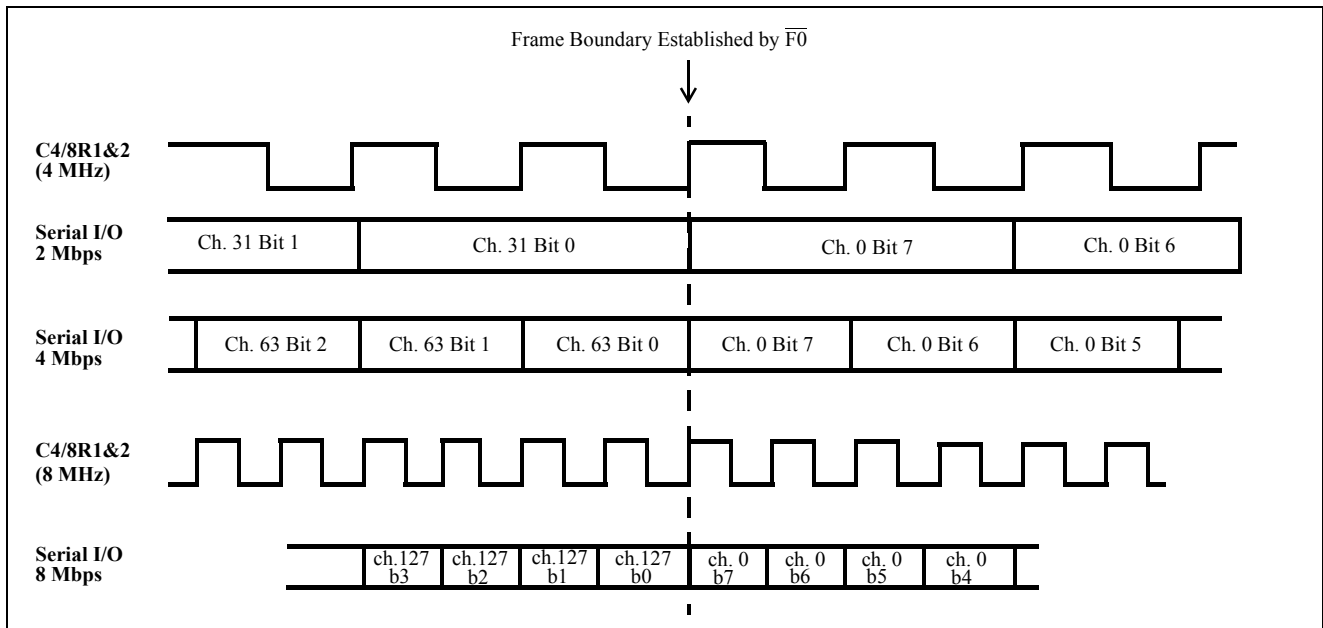 Frame Boundary Established by F̅0̅
C4/8R1&2
(4 MHz)
Serial I/O
2 Mbps
Ch. 31 Bit 1
Ch. 31 Bit 0
Ch. 0 Bit 7
Ch. 0 Bit 6
Serial I/O
4 Mbps
Ch. 63 Bit 2
Ch. 63 Bit 1
Ch. 63 Bit 0
Ch. 0 Bit 7
Ch. 0 Bit 6
Ch. 0 Bit 5
C4/8R1&2
(8 MHz)
Serial I/O
8 Mbps
ch.127
b3
ch.127
b2
ch.127
b1
ch.127
b0
ch. 0
b7
ch. 0
b6
ch. 0
b5
ch. 0
b4